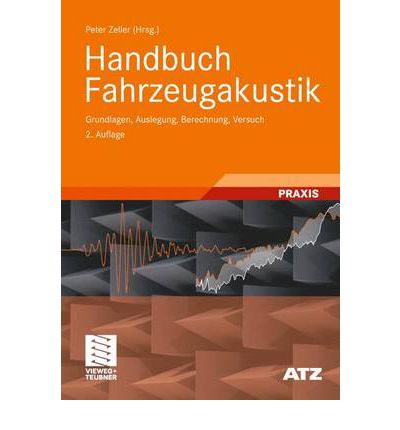 Peter Zeller (Hrsg.)
Handbuch
Fahrzeugakustik
Grundlagen, Auslegung, Berechnung, Versuch
2. Auflage
PRAXIS
VIEWEG+
TEUBNER
ATZ